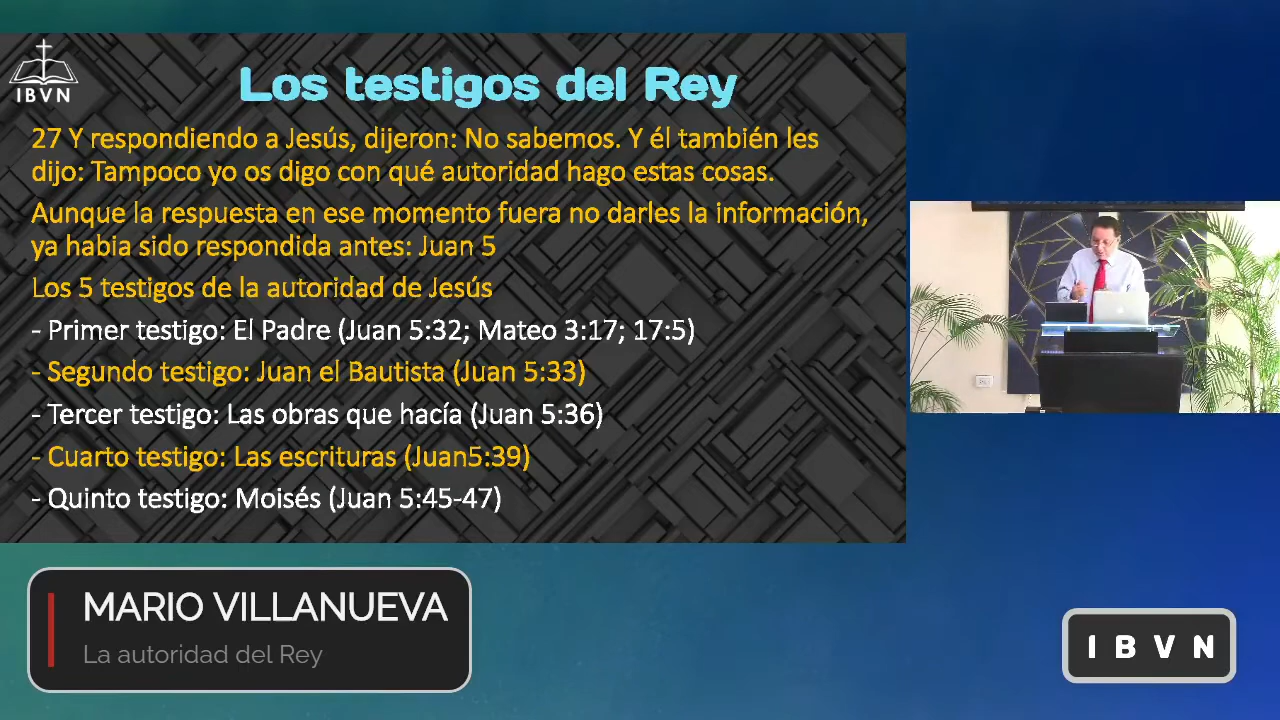 IBVN
Los testigos del Rey
27 Y respondiendo a Jesús, dijeron: No sabemos. Y él también les
dijo: Tampoco yo os digo con qué autoridad hago estas cosas.
Aunque la respuesta en ese momento fuera no darles la información,
ya habia sido respondida antes: Juan 5
Los 5 testigos de la autoridad de Jesús
- Primer testigo: El Padre (Juan 5:32; Mateo 3:17; 17:5)
- Segundo testigo: Juan el Bautista (Juan 5:33)
- Tercer testigo: Las obras que hacía (Juan 5:36)
- Cuarto testigo: Las escrituras (Juan5:39)
- Quinto testigo: Moisés (Juan 5:45-47)
MARIO VILLANUEVA
La autoridad del Rey
I B V N